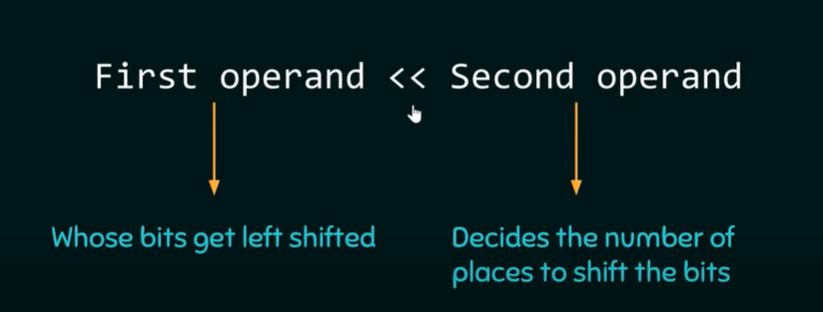 First operand << Second operand
Whose bits get left shifted
Decides the number of
places to shift the bits